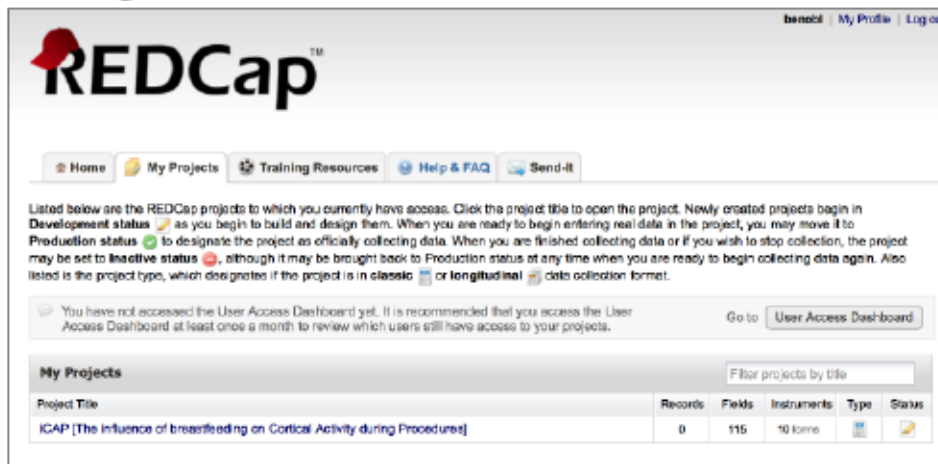 benobl | My Profile | Log o
REDCap™
Home My Projects Training Resources Help & FAQ Send-It
Listed below are the REDCap projects to which you currently have access. Click the project title to open the project. Newly created projects begin in
Development status as you begin to build and design them. When you are ready to begin entering real data in the project, you may move it to
Production status to designate the project as officially collecting data. When you are finished collecting data or if you wish to stop collection, the project
may be set to Inactive status , although it may be brought back to Production status at any time when you are ready to begin collecting data again. Also
listed is the project type, which designates if the project is in classic or longitudinal data collection format.
You have not accessed the User Access Dashboard yet. It is recommended that you access the User
Access Dashboard at least once a month to review which users still have access to your projects.
Go to User Access Dashboard
My Projects Filter projects by title
Project Title Records Fields Instruments Type Status
iCAP [The influence of breastfeeding on Cortical Activity during Procedures] 0 115 10 forms